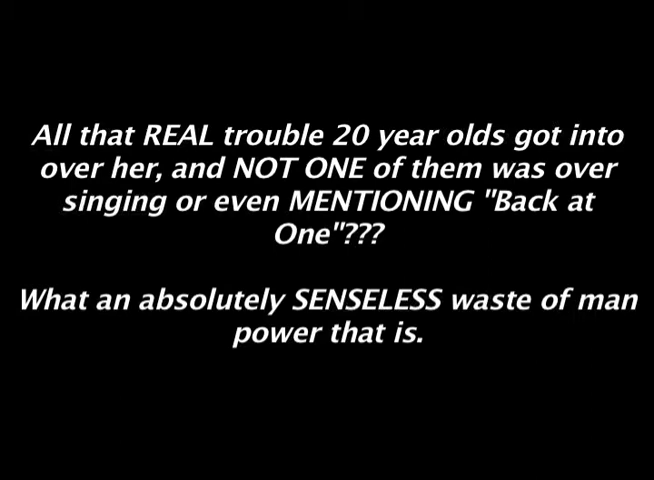 All that REAL trouble 20 year olds got into
over her, and NOT ONE of them was over
singing or even MENTIONING "Back at
One"???
What an absolutely SENSELESS waste of man
power that is.